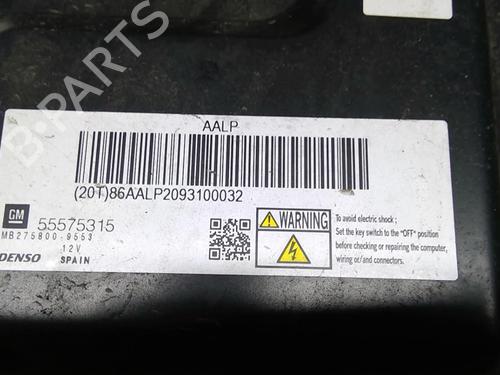 B-PARTS
AALP
(20T)86AALP2093100032
GM
55575315
MB275800-9553
12V
DENSO SPAIN
WARNING
To avoid electric shock ;
Set the key switch to the "OFF" position
before checking or repairing the computer,
wiring or/and connectors.